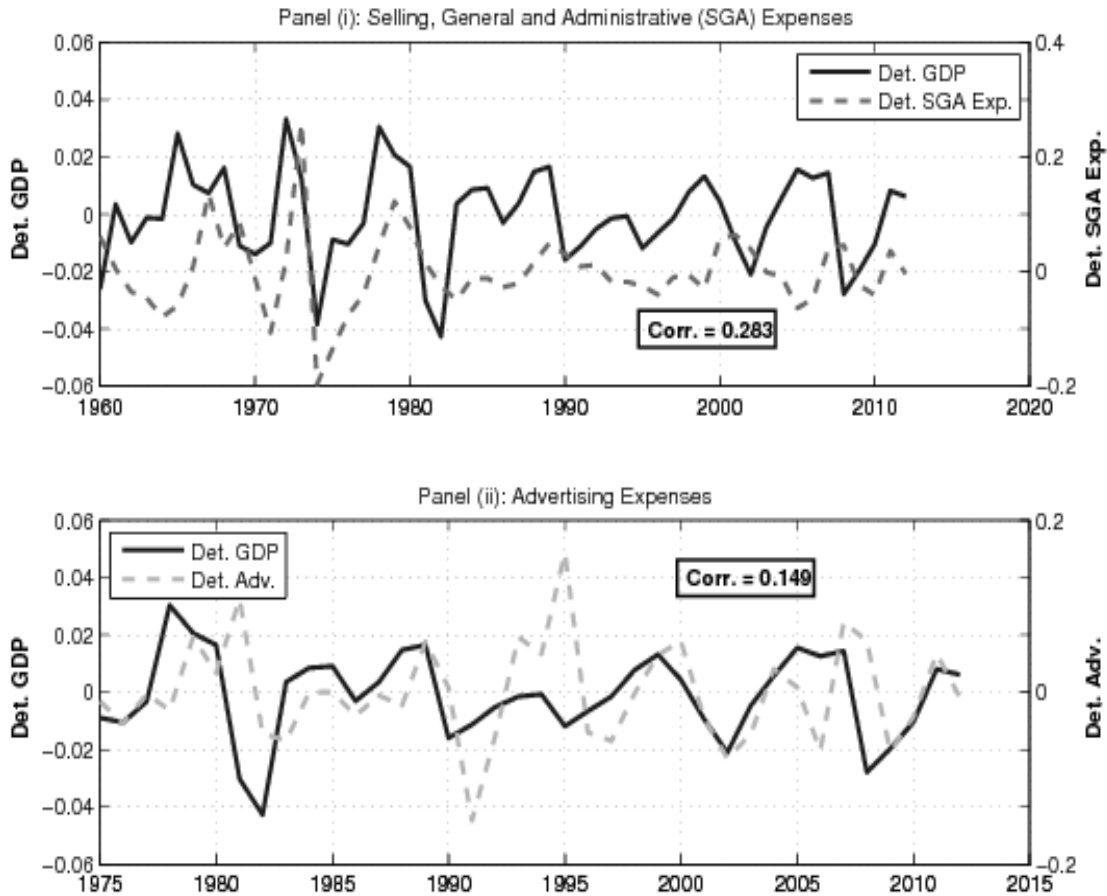 Panel (i): Selling, General and Administrative (SGA) Expenses
0.06
0.04
0.02
0
−0.02
−0.04
−0.06
Det. GDP
0.4
0.2
0
−0.2
Det. SGA Exp.
Det. GDP
Det. SGA Exp.
Corr. = 0.283
1960 1970 1980 1990 2000 2010 2020
Panel (ii): Advertising Expenses
0.06
0.04
0.02
0
−0.02
−0.04
−0.06
Det. GDP
0.2
0
−0.2
Det. Adv.
Det. GDP
Det. Adv.
Corr. = 0.149
1975 1980 1985 1990 1995 2000 2005 2010 2015